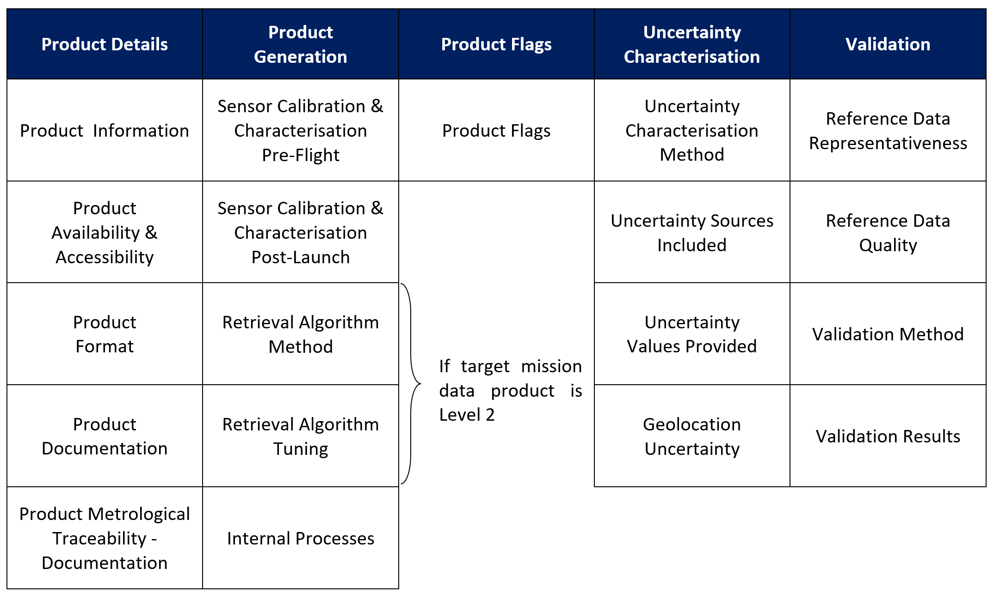 Product Details
Product
Generation
Product Flags
Uncertainty
Characterisation
Validation
Product  Information
Sensor Calibration &
Characterisation
Pre-Flight
Product Flags
Uncertainty
Characterisation
Method
Reference Data
Representativeness
Product
Availability &
Accessibility
Sensor Calibration &
Characterisation
Post-Launch
Uncertainty Sources
Included
Reference Data
Quality
Product
Format
Retrieval Algorithm
Method
If target mission
data product is
Level 2
Uncertainty
Values Provided
Validation Method
Product
Documentation
Retrieval Algorithm
Tuning
Geolocation
Uncertainty
Validation Results
Product Metrological
Traceability -
Documentation
Internal Processes